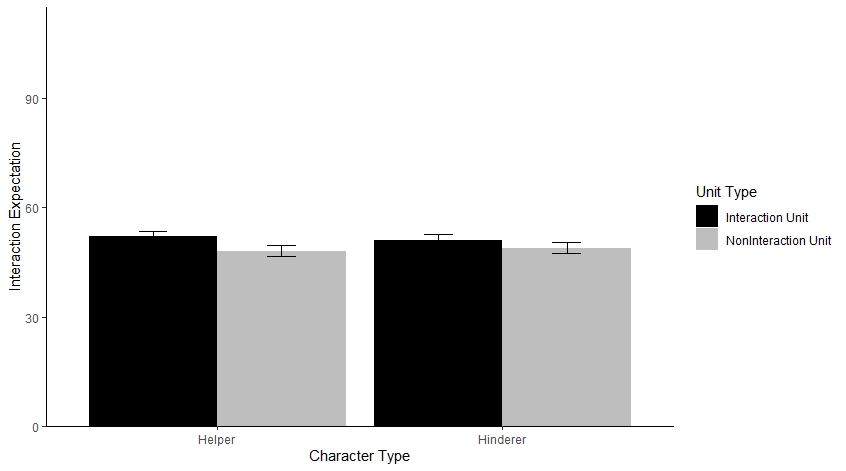 Interaction Expectation
90
60
30
0
Helper
Hinderer
Character Type
Unit Type
Interaction Unit
NonInteraction Unit